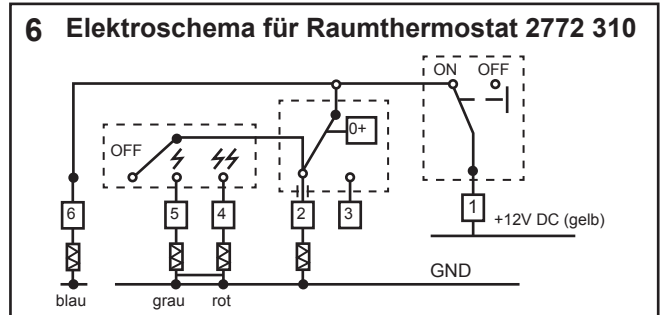 6 Elektroschema für Raumthermostat 2772 310
ON OFF
0+
OFF
6 5 4 2 3 1
+12V DC (gelb)
GND
blau grau rot